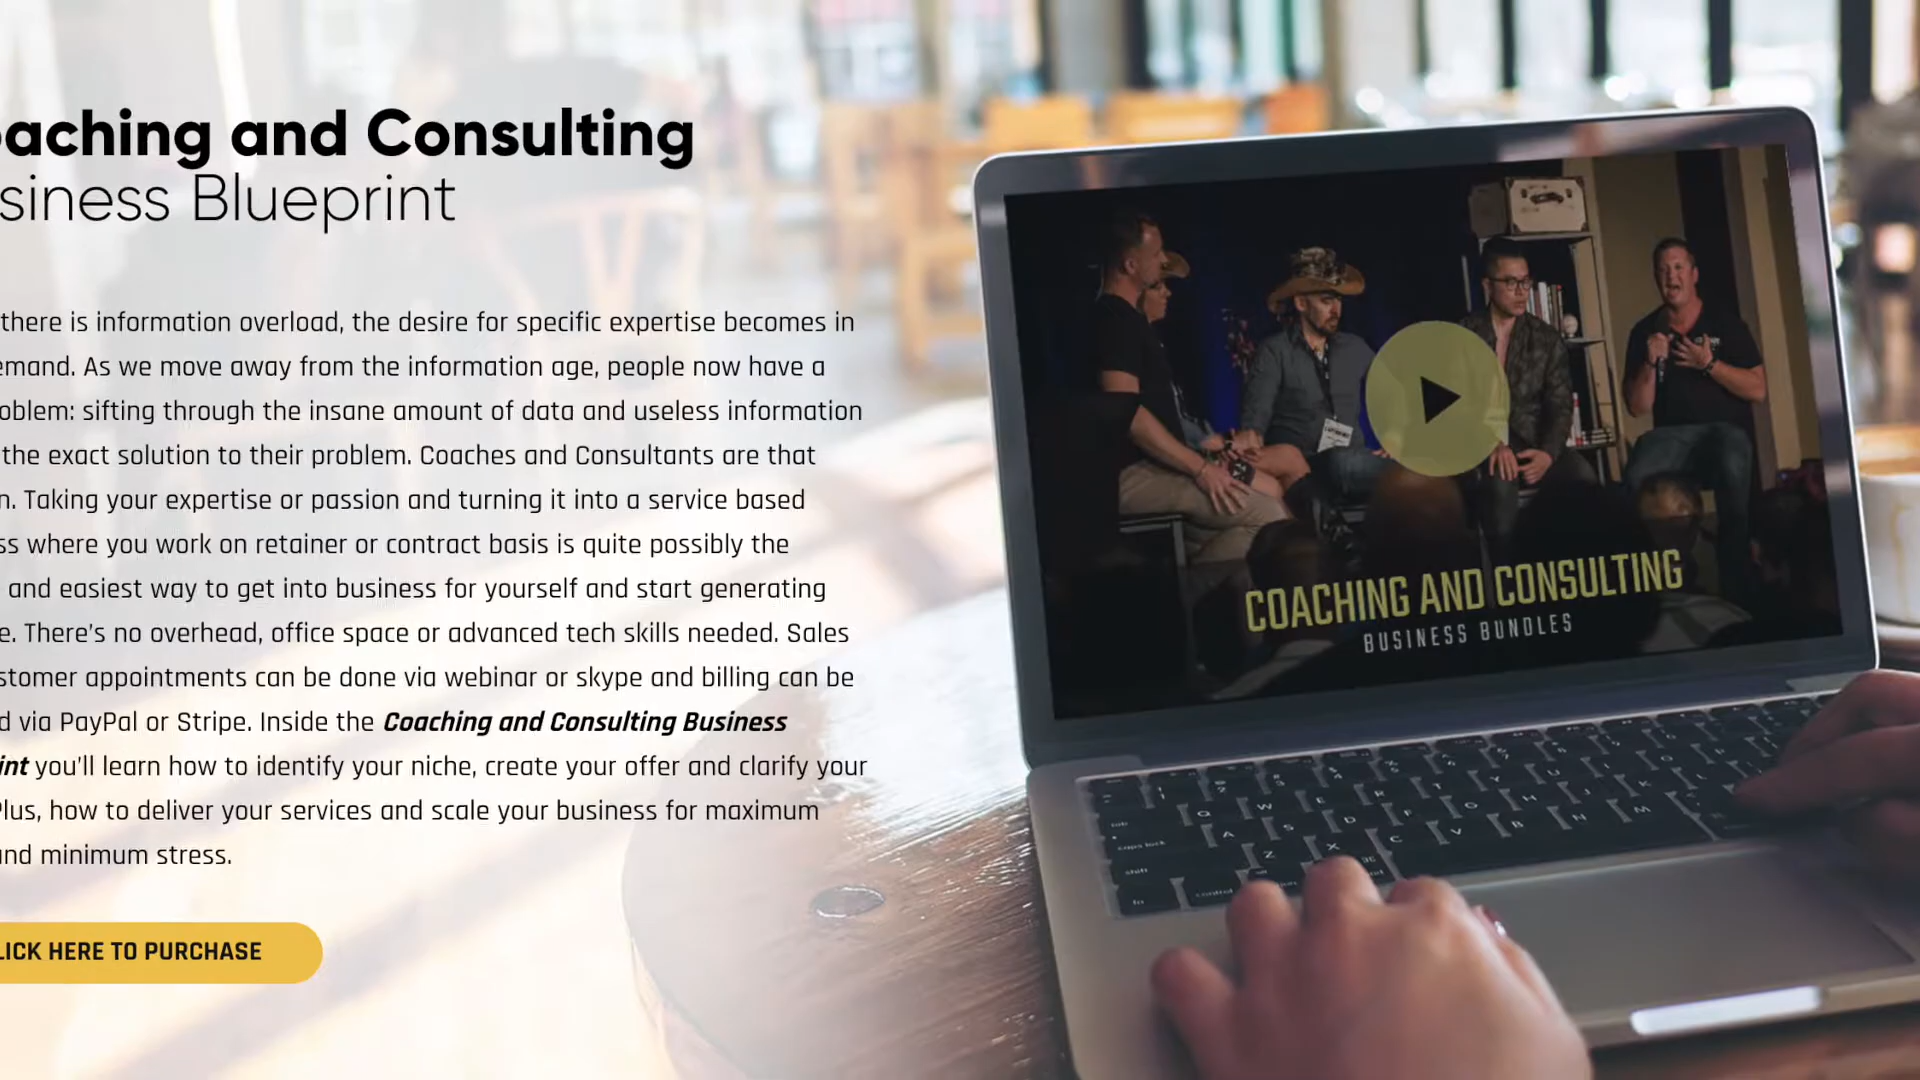 aching and Consulting
siness Blueprint
there is information overload, the desire for specific expertise becomes in
emand. As we move away from the information age, people now have a
oblem: sifting through the insane amount of data and useless information
the exact solution to their problem. Coaches and Consultants are that
n. Taking your expertise or passion and turning it into a service based
ss where you work on retainer or contract basis is quite possibly the
and easiest way to get into business for yourself and start generating
e. There's no overhead, office space or advanced tech skills needed. Sales
stomer appointments can be done via webinar or skype and billing can be
d via PayPal or Stripe. Inside the Coaching and Consulting Business
int you'll learn how to identify your niche, create your offer and clarify your
Plus, how to deliver your services and scale your business for maximum
nd minimum stress.
LICK HERE TO PURCHASE
COACHING AND CONSULTING
BUSINESS BUNDLES